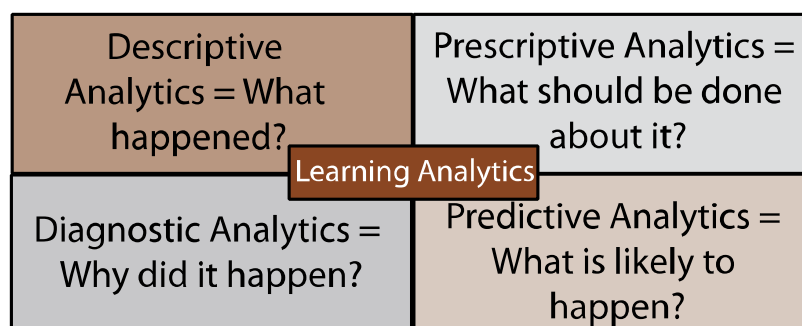 Descriptive
Analytics = What
happened?
Prescriptive Analytics =
What should be done
about it?
Learning Analytics
Diagnostic Analytics =
Why did it happen?
Predictive Analytics =
What is likely to
happen?